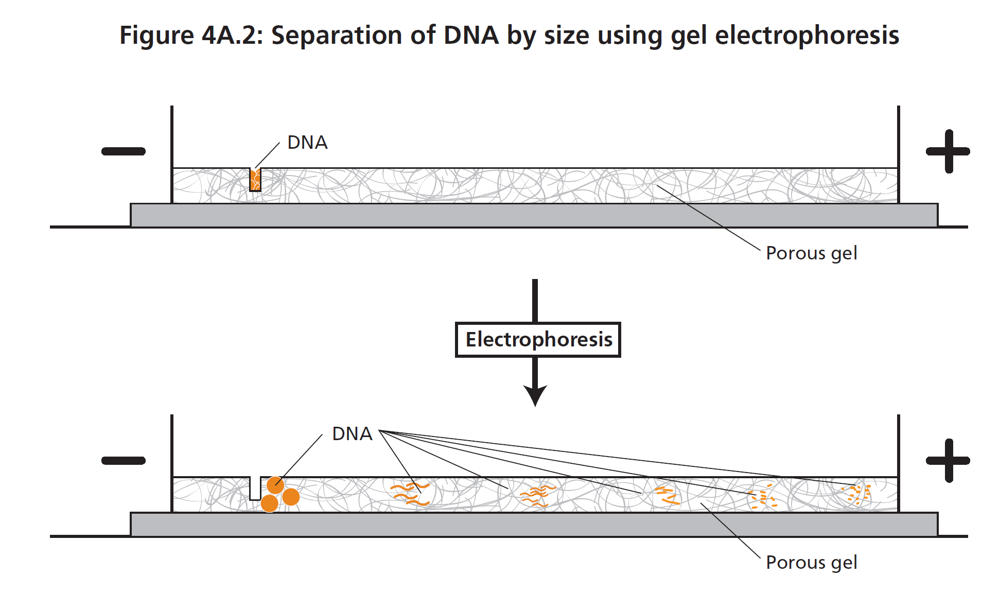 Figure 4A.2: Separation of DNA by size using gel electrophoresis
DNA
Porous gel
Electrophoresis
DNA
Porous gel